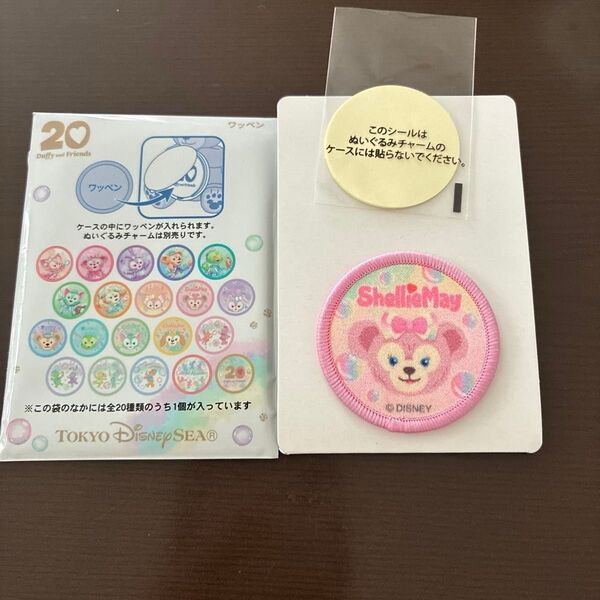 20
Duffy and Friends
ワッペン
ワッペン
ケースの中にワッペンが入れられます。
ぬいぐるみチャームは別売りです。
20
※この袋のなかには全20種類のうち1個が入っています
TOKYO DISNEYSEA®
このシールは
ぬいぐるみチャームの
ケースには貼らないでください。
ShellieMay
© DISNEY